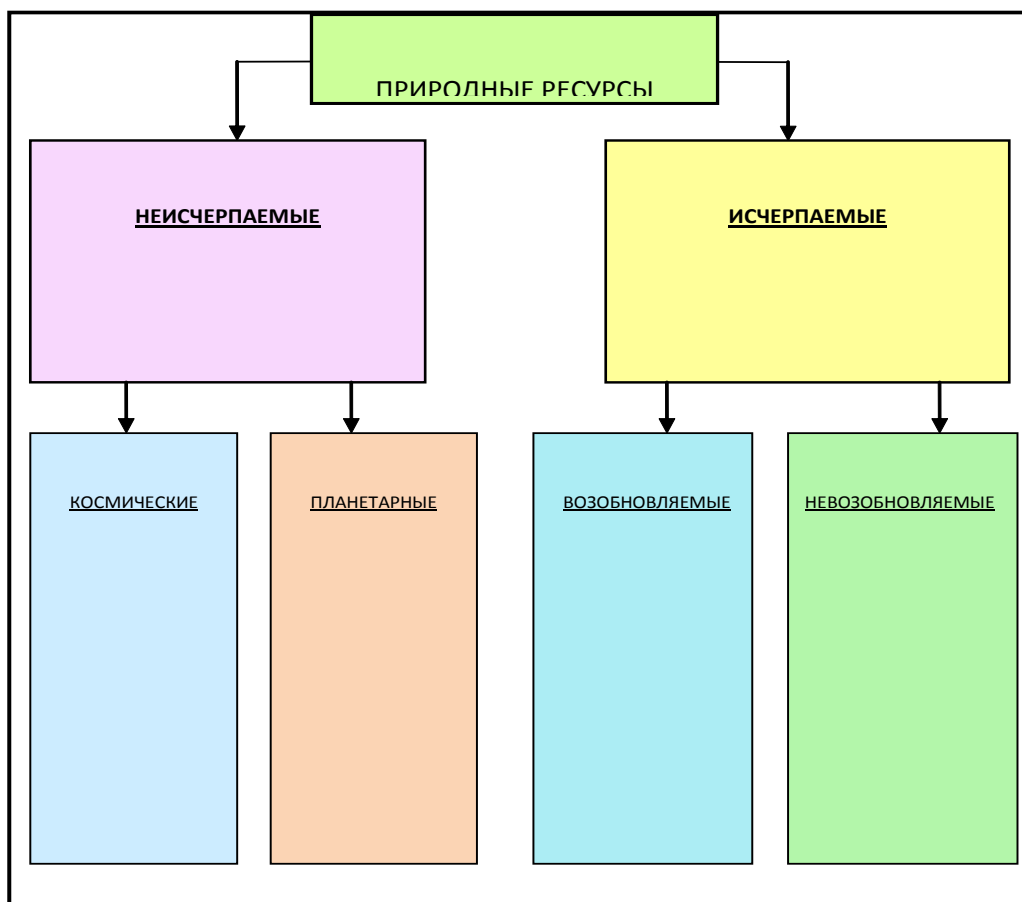 ПРИРОДНЫЕ РЕСУРСЫ
НЕИСЧЕРПАЕМЫЕ
ИСЧЕРПАЕМЫЕ
КОСМИЧЕСКИЕ
ПЛАНЕТАРНЫЕ
ВОЗОБНОВЛЯЕМЫЕ
НЕВОЗОБНОВЛЯЕМЫЕ